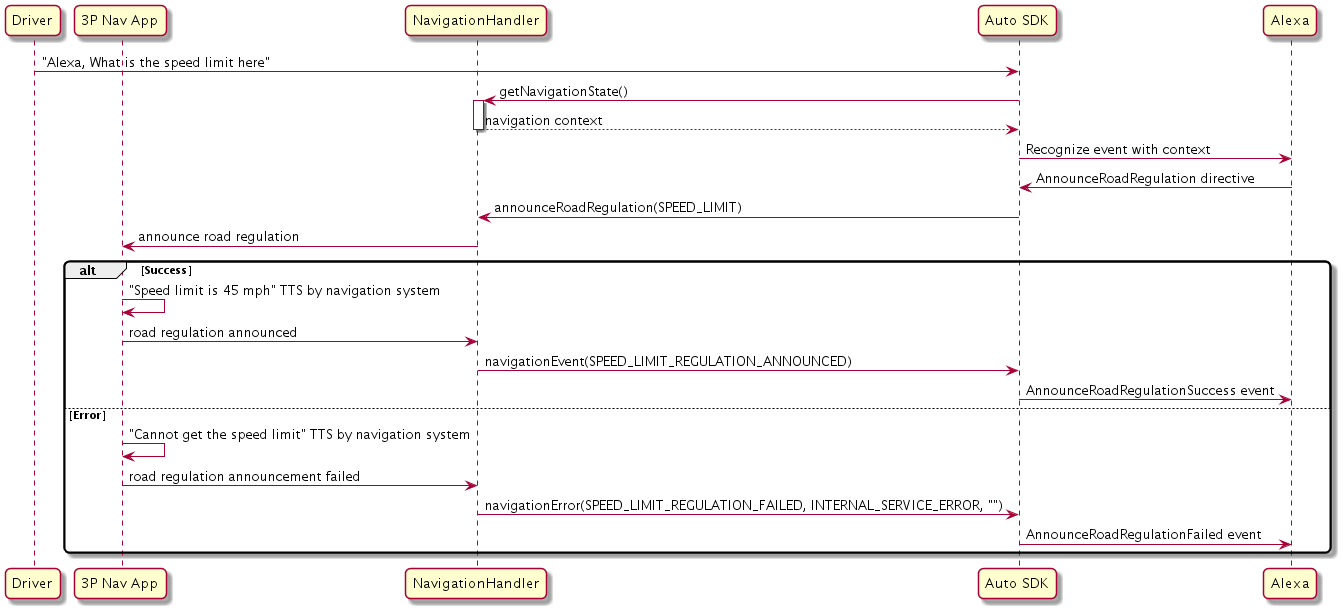 Driver 3P Nav App NavigationHandler Auto SDK Alexa
"Alexa, What is the speed limit here"
getNavigationState()
navigation context
Recognize event with context
AnnounceRoadRegulation directive
announceRoadRegulation(SPEED_LIMIT)
announce road regulation
alt [Success]
"Speed limit is 45 mph" TTS by navigation system
road regulation announced
navigationEvent(SPEED_LIMIT_REGULATION_ANNOUNCED)
AnnounceRoadRegulationSuccess event
[Error]
"Cannot get the speed limit" TTS by navigation system
road regulation announcement failed
navigationError(SPEED_LIMIT_REGULATION_FAILED, INTERNAL_SERVICE_ERROR, "")
AnnounceRoadRegulationFailed event
Driver 3P Nav App NavigationHandler Auto SDK Alexa